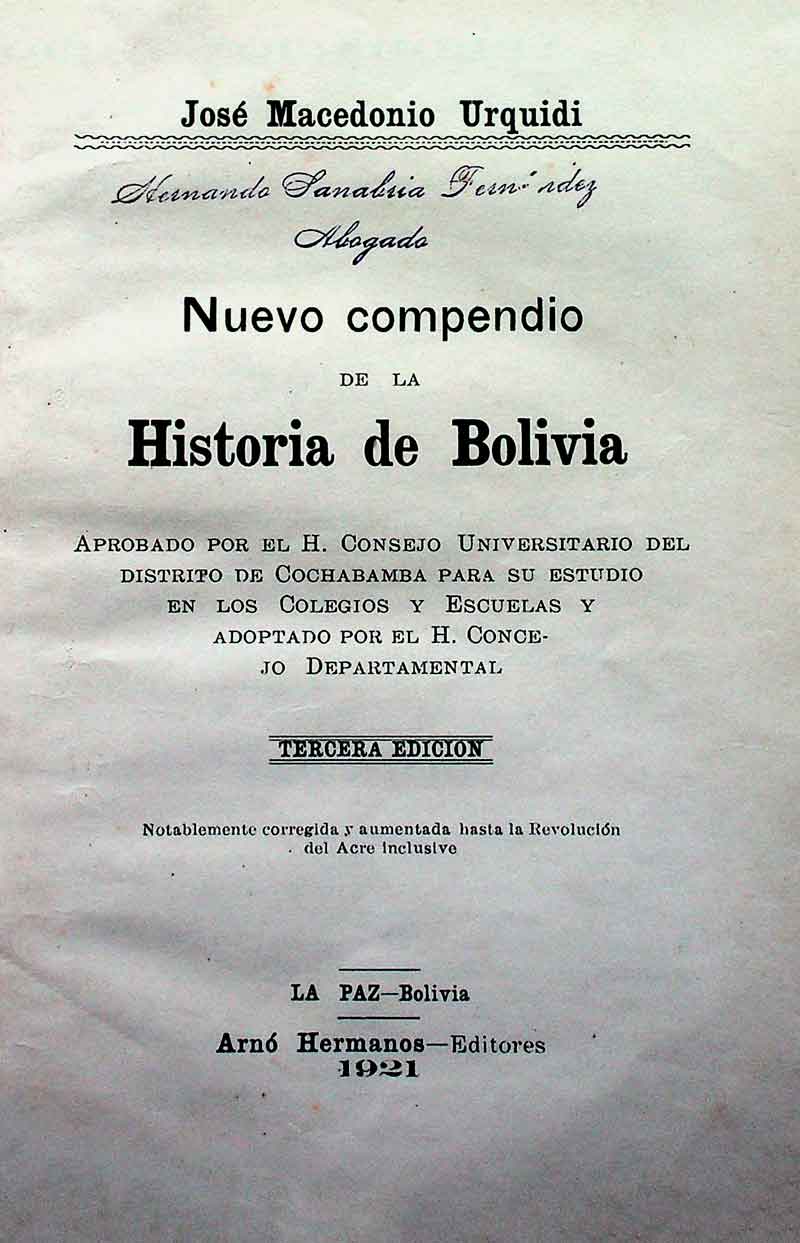 José Macedonio Urquidi
Hernando Sanabria Fernández
Abogado
Nuevo compendio
DE LA
Historia de Bolivia
APROBADO POR EL H. CONSEJO UNIVERSITARIO DEL
DISTRITO DE COCHABAMBA PARA SU ESTUDIO
EN LOS COLEGIOS Y ESCUELAS Y
ADOPTADO POR EL H. CONCE-
JO DEPARTAMENTAL
TERCERA EDICION
Notablemente corregida y aumentada hasta la Revolución
del Acre inclusive
LA PAZ—Bolivia
Arnó Hermanos—Editores
1921